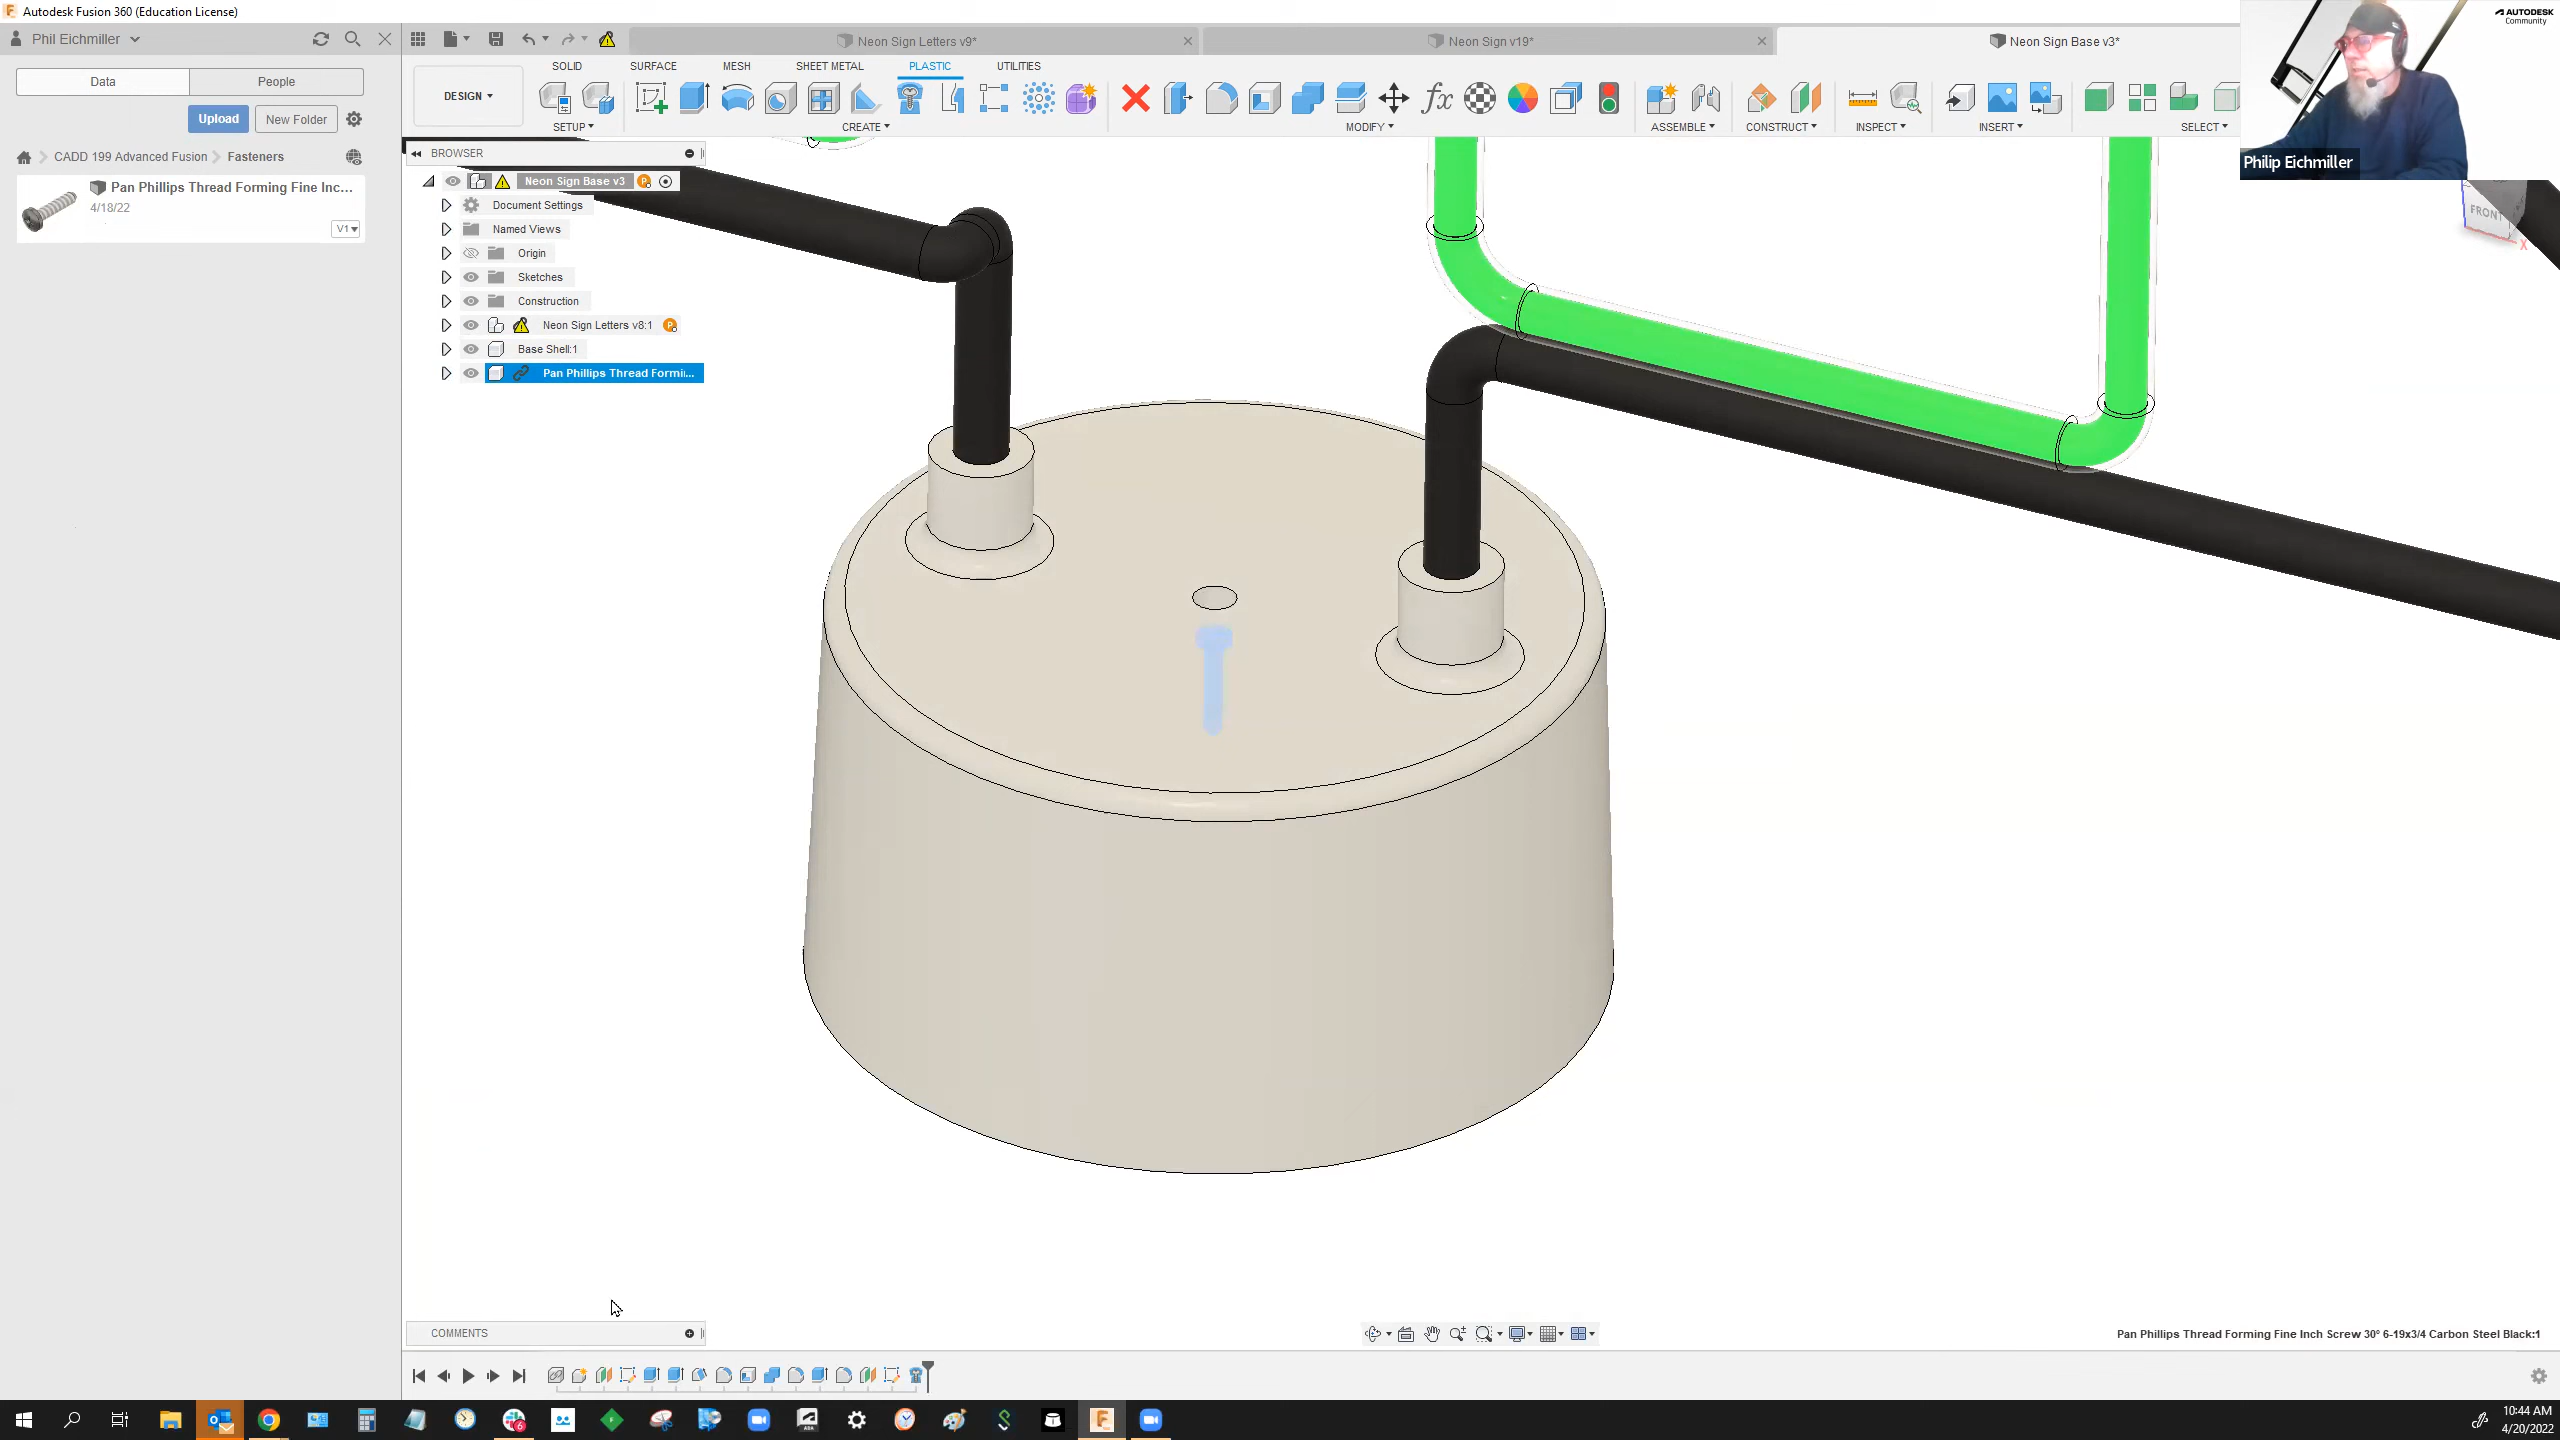 Autodesk Fusion 360 (Education License)
AUTODESK
Community
Phil Eichmiller
Neon Sign Letters v9*
Neon Sign v19*
Neon Sign Base v3*
Data
People
SOLID
SURFACE
MESH
SHEET METAL
PLASTIC
UTILITIES
Upload
New Folder
DESIGN
SETUP
CREATE
MODIFY
ASSEMBLE
CONSTRUCT
INSPECT
INSERT
SELECT
CADD 199 Advanced Fusion
Fasteners
Philip Eichmiller
BROWSER
Pan Phillips Thread Forming Fine Inc...
4/18/22
V1
Neon Sign Base v3
Document Settings
Named Views
Origin
Sketches
Construction
Neon Sign Letters v8:1
Base Shell:1
Pan Phillips Thread Formi...
FRONT
X
COMMENTS
Pan Phillips Thread Forming Fine Inch Screw 30° 6-19x3/4 Carbon Steel Black:1
10:44 AM
4/20/2022